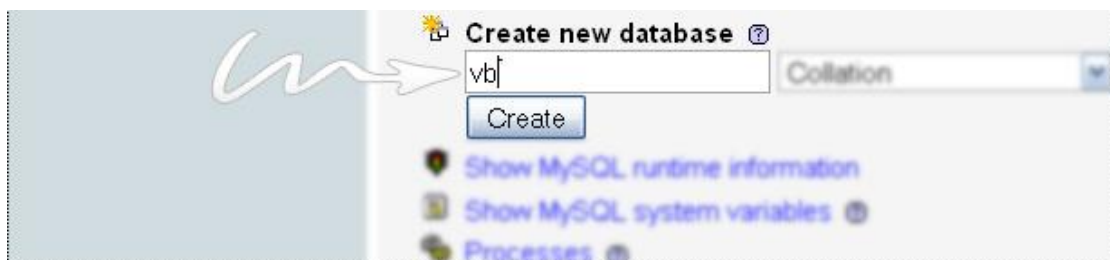 Create new database
vb
Collation
Create
Show MySQL runtime information
Show MySQL system variables
Processes